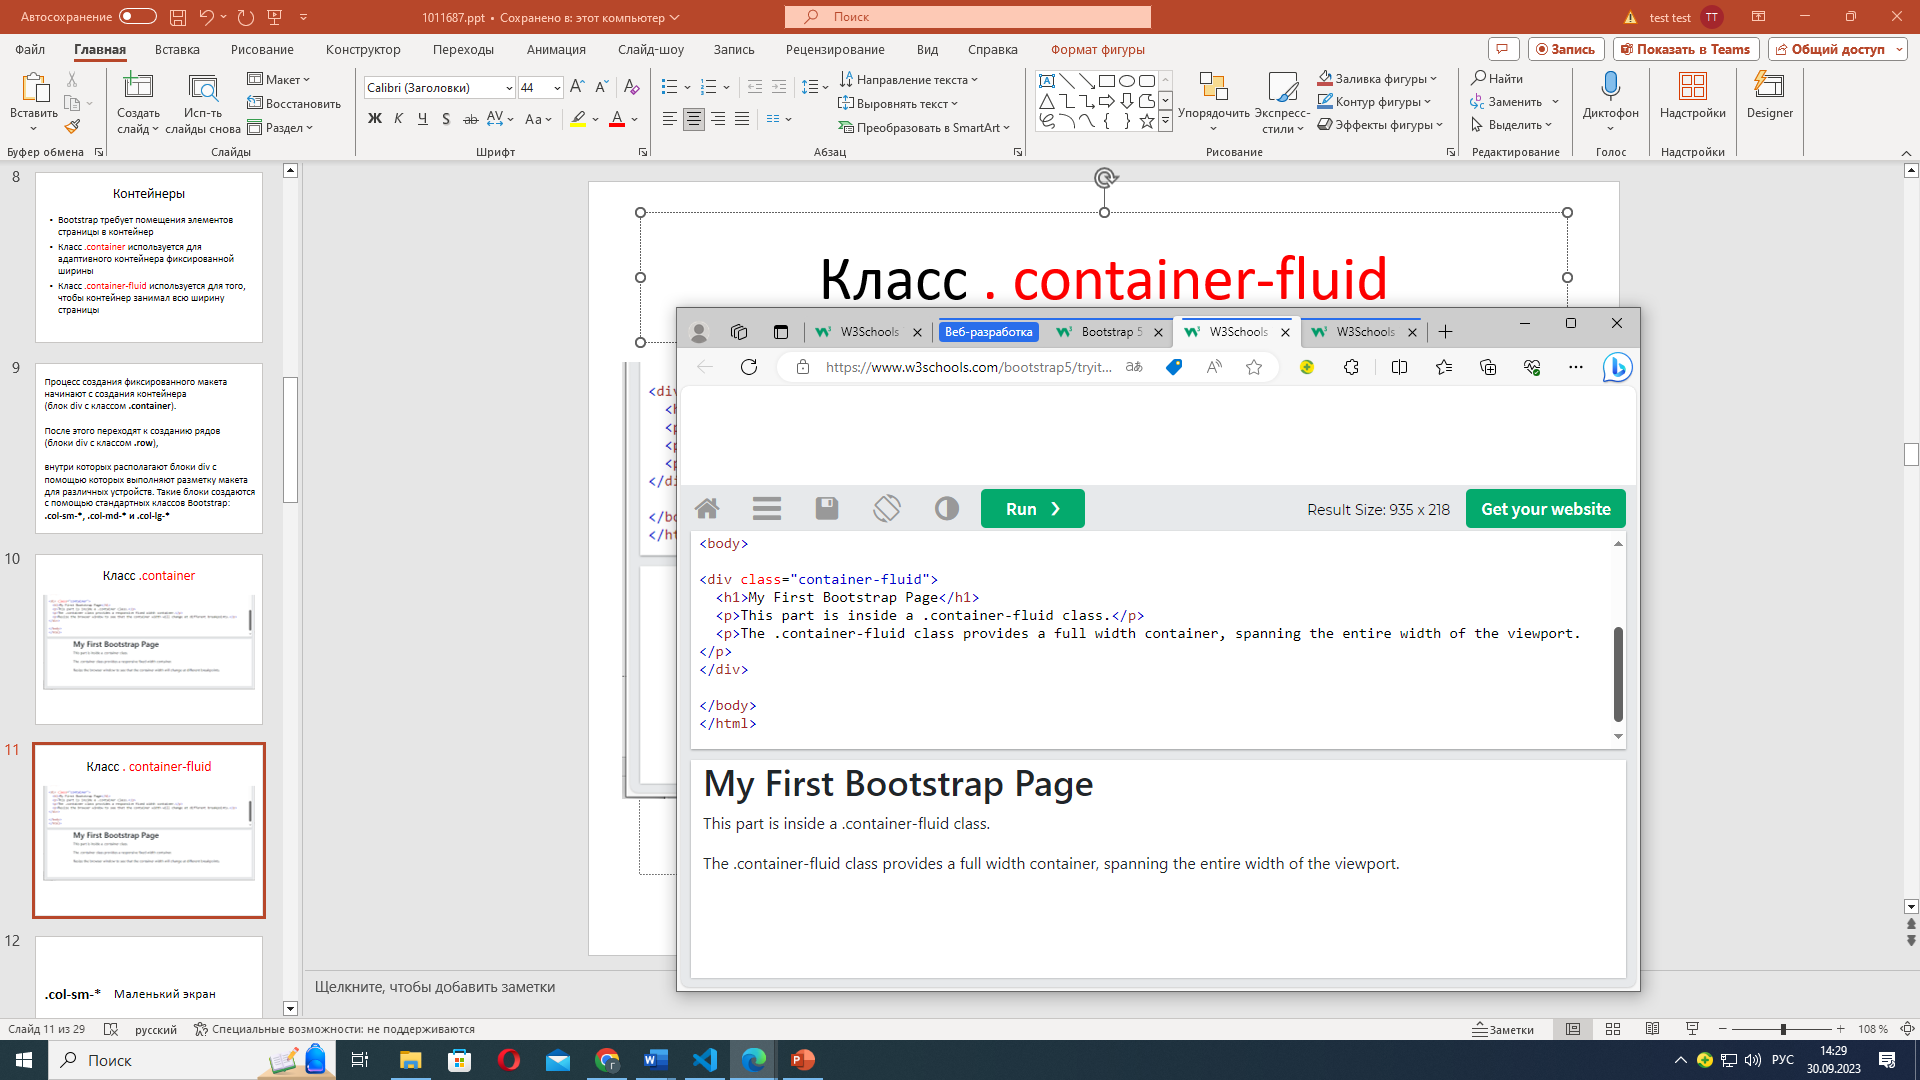 Автосохранение
1011687.ppt • Сохранено в: этот компьютер
Поиск
test test
TT
Файл
Главная
Вставка
Рисование
Конструктор
Переходы
Анимация
Слайд-шоу
Запись
Рецензирование
Вид
Справка
Формат фигуры
Запись
Показать в Teams
Общий доступ
Вставить
Буфер обмена
Создать слайд
Исп-ть слайды снова
Макет
Восстановить
Раздел
Слайды
Calibri (Заголовки)
44
Ж К Ч S ab AV Aa
Шрифт
Направление текста
Выровнять текст
Преобразовать в SmartArt
Абзац
Упорядочить
Экспресс-стили
Заливка фигуры
Контур фигуры
Эффекты фигуры
Рисование
Найти
Заменить
Выделить
Редактирование
Диктофон
Голос
Надстройки
Надстройки
Designer
8
Контейнеры
• Bootstrap требует помещения элементов
страницы в контейнер
• Класс .container используется для
адаптивного контейнера фиксированной
ширины
• Класс .container-fluid используется для того,
чтобы контейнер занимал всю ширину
страницы
9
Процесс создания фиксированного макета
начинают с создания контейнера
(блок div с классом .container).
После этого переходят к созданию рядов
(блоки div с классом .row),
внутри которых располагают блоки div с
помощью которых выполняют разметку макета
для различных устройств. Такие блоки создаются
с помощью стандартных классов Bootstrap:
.col-sm-*, .col-md-* и .col-lg-*
10
Класс .container
My First Bootstrap Page
11
Класс . container-fluid
My First Bootstrap Page
12
.col-sm-* Маленький экран
Класс . container-fluid
<div
<h
<p
<p
<p
</di
</bo
</ht
W3Schools
Веб-разработка
Bootstrap 5
W3Schools
W3Schools
https://www.w3schools.com/bootstrap5/tryit...
Run ❯
Result Size: 935 x 218
Get your website
<body>
<div class="container-fluid">
<h1>My First Bootstrap Page</h1>
<p>This part is inside a .container-fluid class.</p>
<p>The .container-fluid class provides a full width container, spanning the entire width of the viewport.
</p>
</div>
</body>
</html>
My First Bootstrap Page
This part is inside a .container-fluid class.
The .container-fluid class provides a full width container, spanning the entire width of the viewport.
Щелкните, чтобы добавить заметки
Слайд 11 из 29
русский
Специальные возможности: не поддерживаются
Заметки
108 %
Поиск
РУС
14:29
30.09.2023